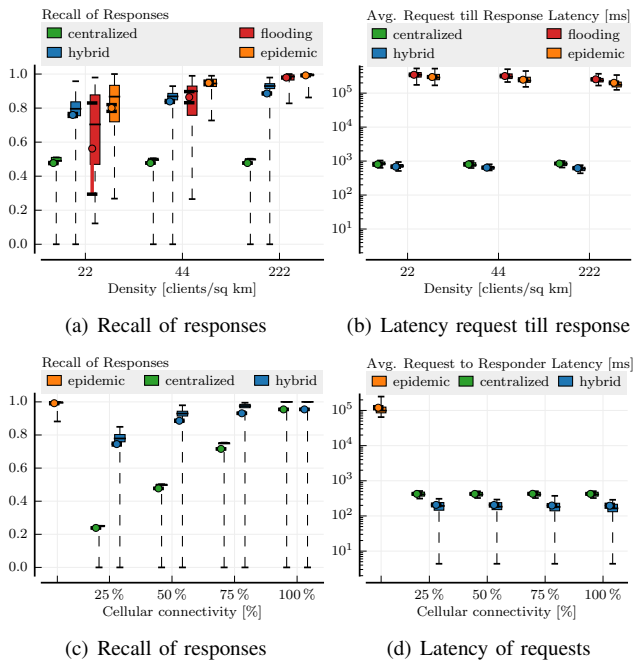 Recall of Responses
centralized flooding
hybrid epidemic
1.0
0.8
0.6
0.4
0.2
0.0
22 44 222
Density [clients/sq km]
(a) Recall of responses
Avg. Request till Response Latency [ms]
centralized flooding
hybrid epidemic
10^5
10^4
10^3
10^2
10^1
22 44 222
Density [clients/sq km]
(b) Latency request till response
Recall of Responses
epidemic centralized hybrid
1.0
0.8
0.6
0.4
0.2
0.0
25 % 50 % 75 % 100 %
Cellular connectivity [%]
(c) Recall of responses
Avg. Request to Responder Latency [ms]
epidemic centralized hybrid
10^5
10^4
10^3
10^2
10^1
25 % 50 % 75 % 100 %
Cellular connectivity [%]
(d) Latency of requests